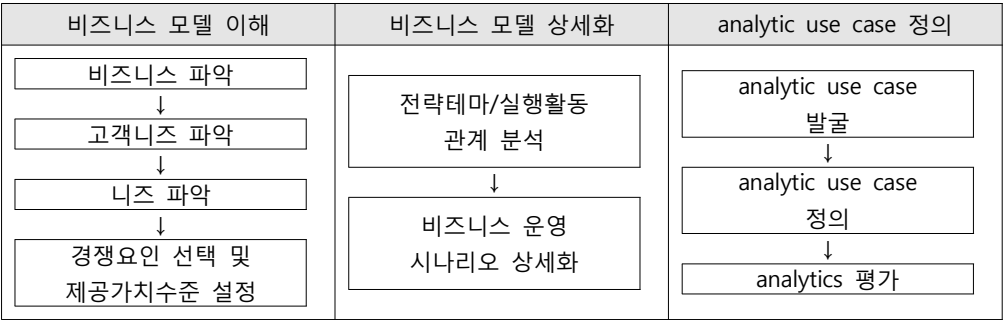 비즈니스 모델 이해
비즈니스 파악
↓
고객니즈 파악
↓
니즈 파악
↓
경쟁요인 선택 및
제공가치수준 설정
비즈니스 모델 상세화
전략테마/실행활동
관계 분석
↓
비즈니스 운영
시나리오 상세화
analytic use case 정의
analytic use case
발굴
↓
analytic use case
정의
↓
analytics 평가